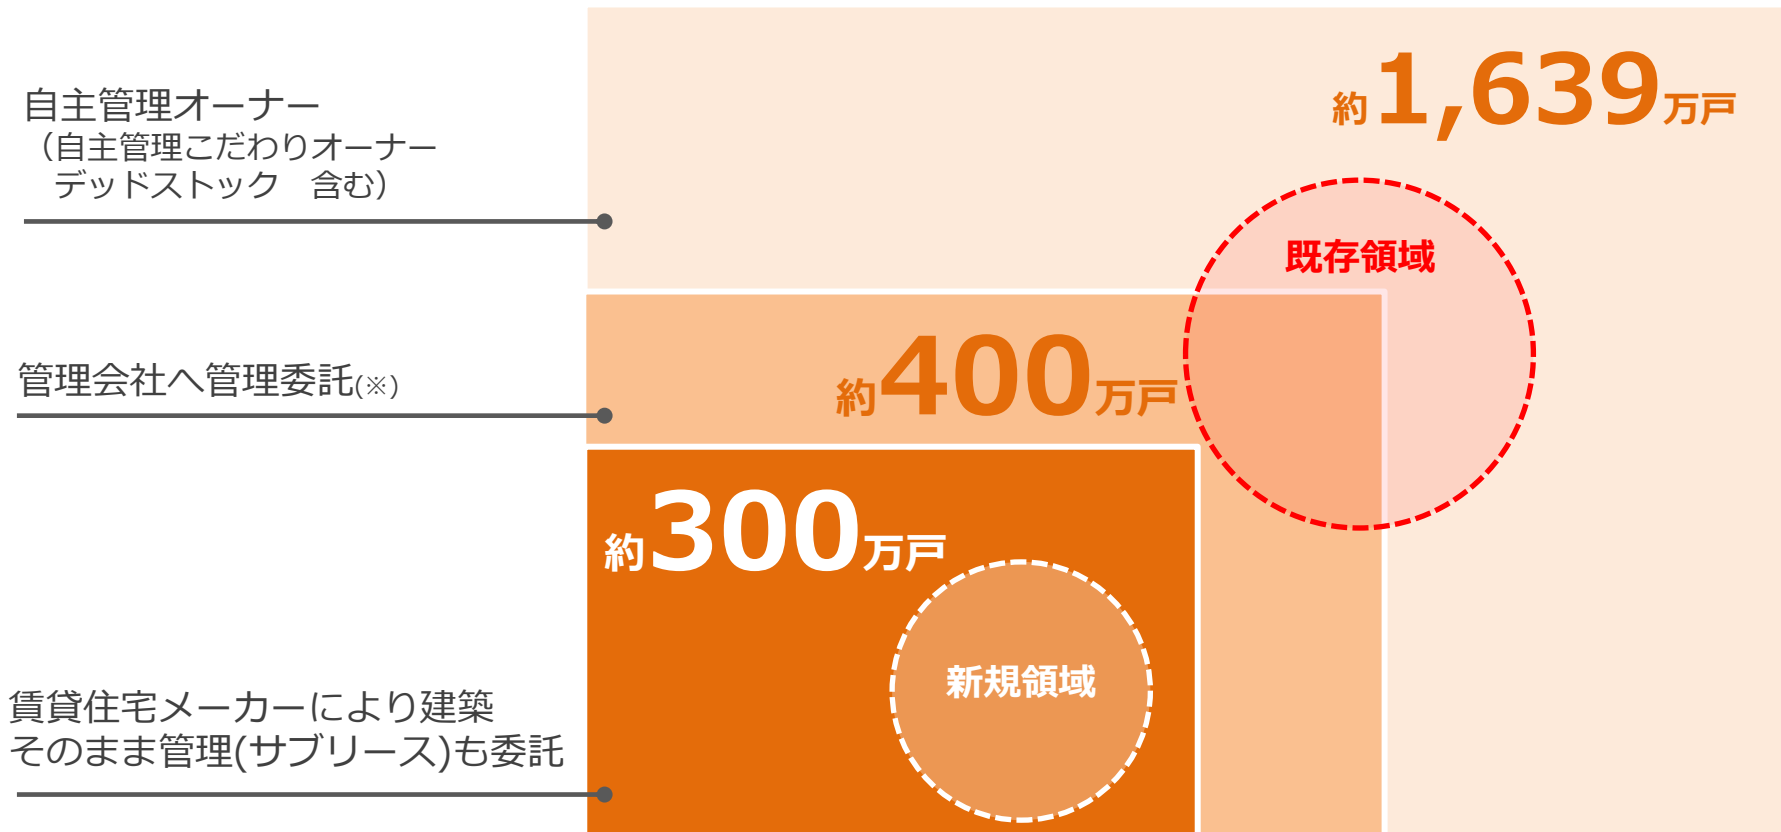 自主管理オーナー
（自主管理こだわりオーナー
デッドストック　含む）
約1,639万戸
既存領域
管理会社へ管理委託(※)
約400万戸
約300万戸
新規領域
賃貸住宅メーカーにより建築
そのまま管理(サブリース)も委託